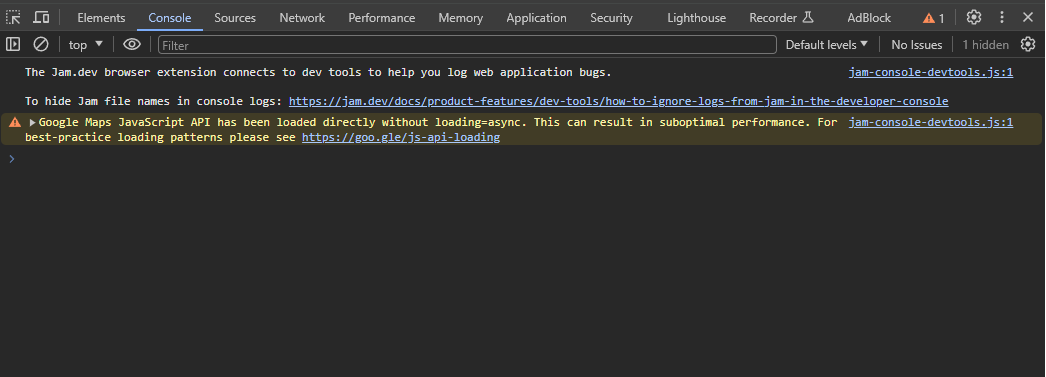 Elements Console Sources Network Performance Memory Application Security Lighthouse Recorder AdBlock 1
top Filter Default levels No Issues 1 hidden
The Jam.dev browser extension connects to dev tools to help you log web application bugs. jam-console-devtools.js:1
To hide Jam file names in console logs: https://jam.dev/docs/product-features/dev-tools/how-to-ignore-logs-from-jam-in-the-developer-console
Google Maps JavaScript API has been loaded directly without loading=async. This can result in suboptimal performance. For jam-console-devtools.js:1
best-practice loading patterns please see https://goo.gle/js-api-loading